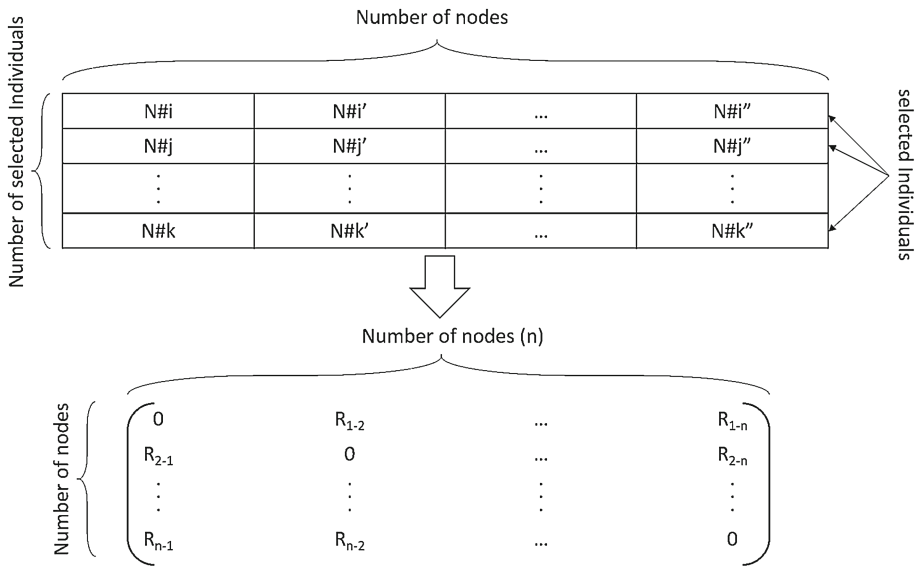 Number of nodes
Number of selected Individuals
selected Individuals
N#i N#i’ ... N#i”
N#j N#j’ ... N#j”
. . . .
. . . .
. . . .
N#k N#k’ ... N#k”
Number of nodes (n)
Number of nodes
0 R1-2 ... R1-n
R2-1 0 ... R2-n
. . . .
. . . .
. . . .
Rn-1 Rn-2 ... 0